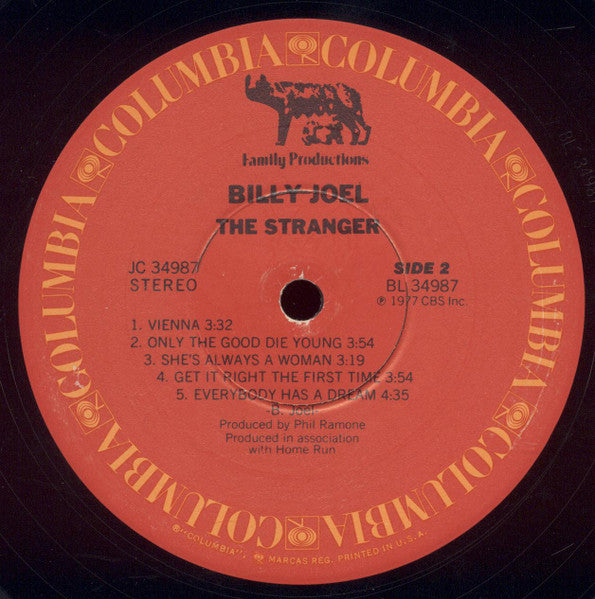 COLUMBIA COLUMBIA COLUMBIA COLUMBIA COLUMBIA COLUMBIA
Family Productions
BILLY JOEL
THE STRANGER
JC 34987
STEREO
SIDE 2
BL 34987
℗ 1977 CBS Inc.
1. VIENNA 3:32
2. ONLY THE GOOD DIE YOUNG 3:54
3. SHE'S ALWAYS A WOMAN 3:19
4. GET IT RIGHT THE FIRST TIME 3:54
5. EVERYBODY HAS A DREAM 4:35
-B. Joel-
Produced by Phil Ramone
Produced in association
with Home Run
®"COLUMBIA", MARCAS REG. PRINTED IN U.S.A.